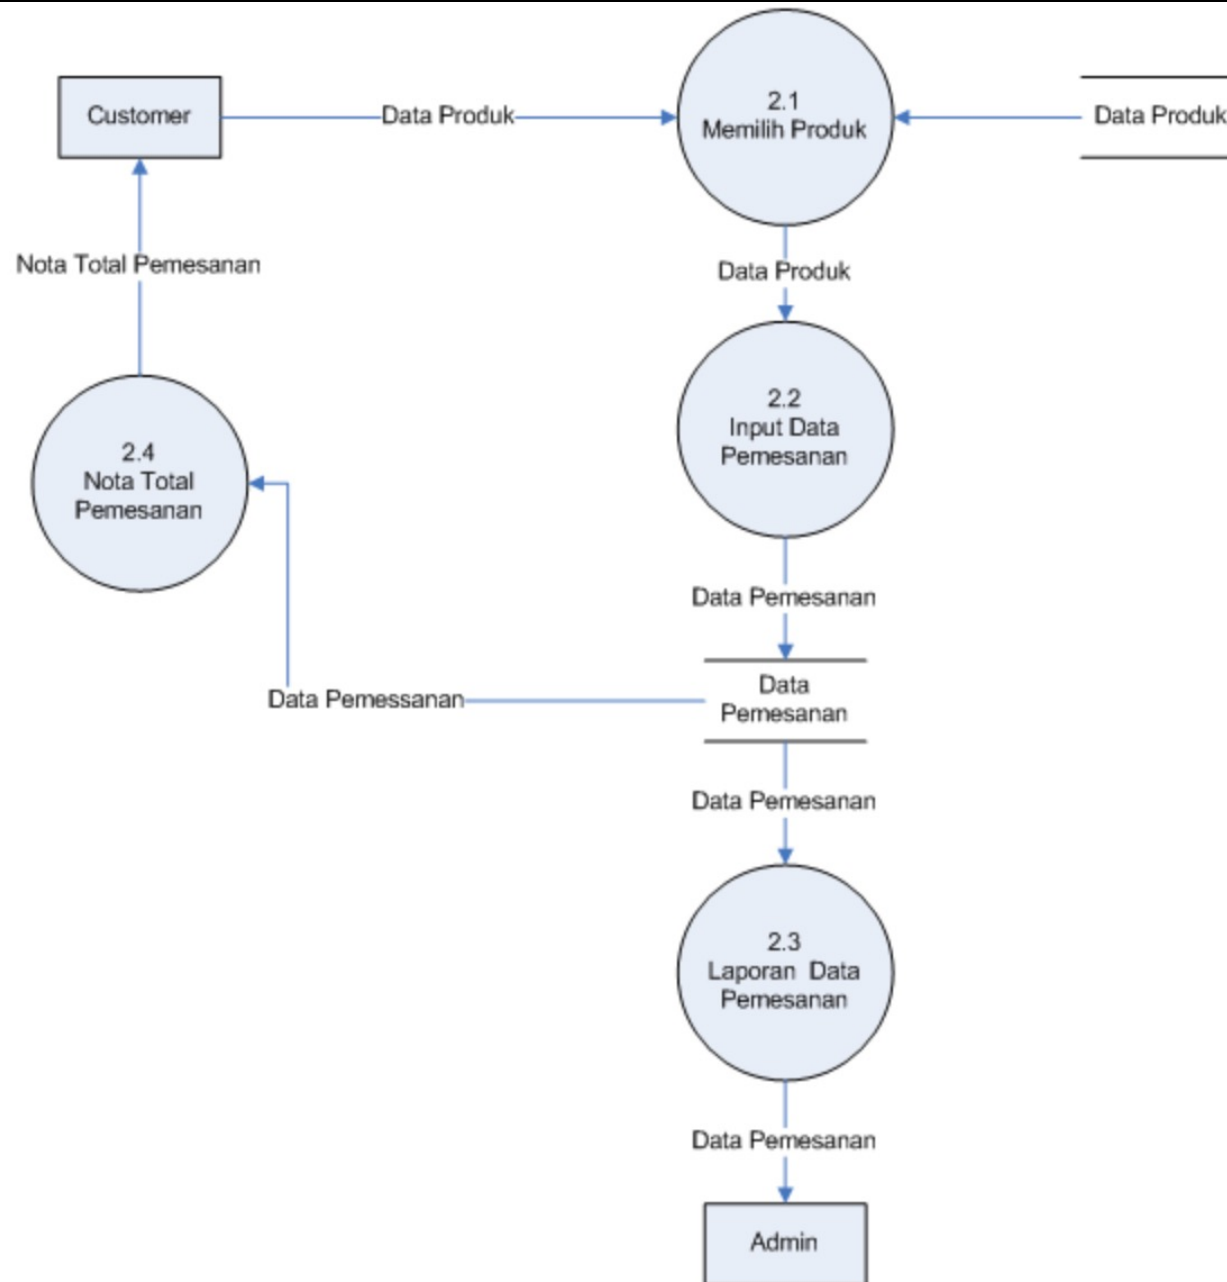 Customer
Data Produk
2.1
Memilih Produk
Data Produk
Nota Total Pemesanan
Data Produk
2.2
Input Data
Pemesanan
2.4
Nota Total
Pemesanan
Data Pemesanan
Data
Pemesanan
Data Pemessanan
Data Pemesanan
2.3
Laporan Data
Pemesanan
Data Pemesanan
Admin